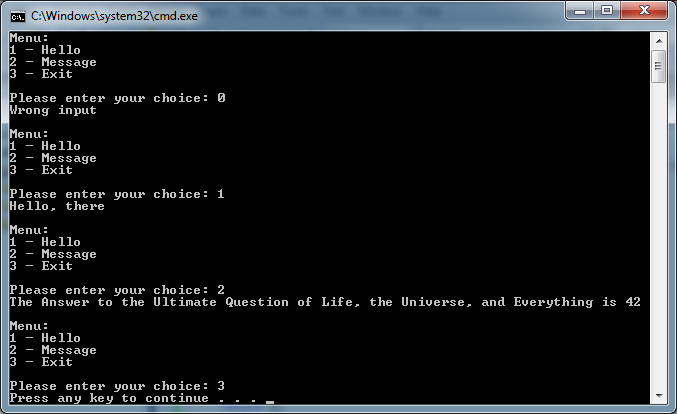 C:\Windows\system32\cmd.exe
Menu:
1 - Hello
2 - Message
3 - Exit
Please enter your choice: 0
Wrong input
Menu:
1 - Hello
2 - Message
3 - Exit
Please enter your choice: 1
Hello, there
Menu:
1 - Hello
2 - Message
3 - Exit
Please enter your choice: 2
The Answer to the Ultimate Question of Life, the Universe, and Everything is 42
Menu:
1 - Hello
2 - Message
3 - Exit
Please enter your choice: 3
Press any key to continue . . .